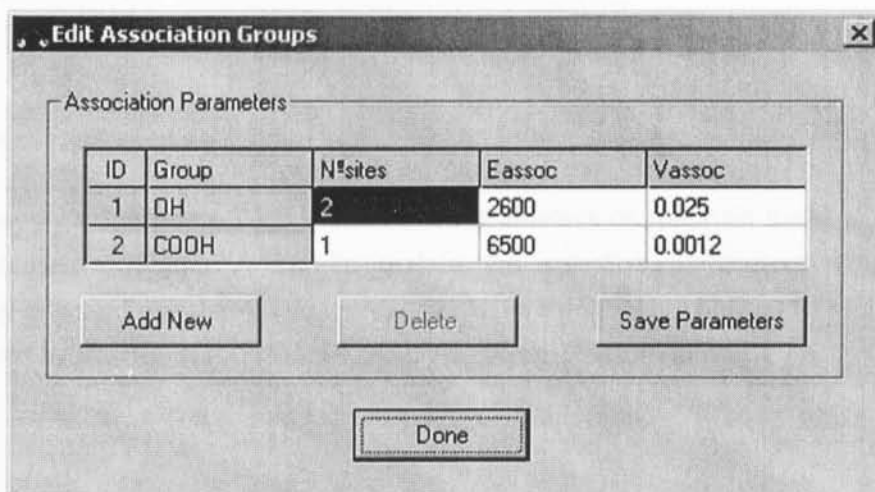 Edit Association Groups
Association Parameters
ID Group Nºsites Eassoc Vassoc
1 OH 2 2600 0.025
2 COOH 1 6500 0.0012
Add New Delete Save Parameters
Done